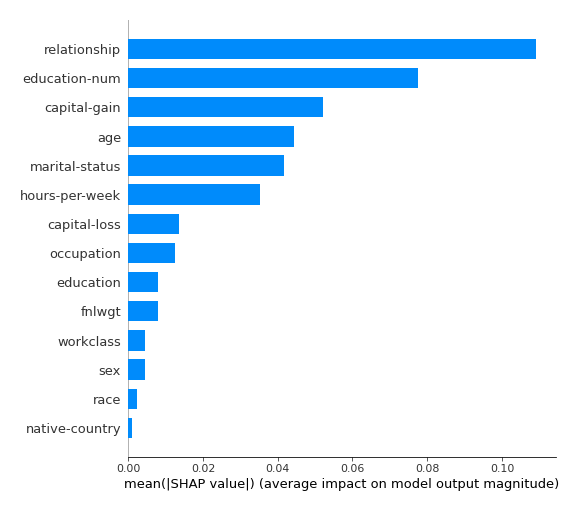 relationship
education-num
capital-gain
age
marital-status
hours-per-week
capital-loss
occupation
education
fnlwgt
workclass
sex
race
native-country
0.00 0.02 0.04 0.06 0.08 0.10
mean(|SHAP value|) (average impact on model output magnitude)